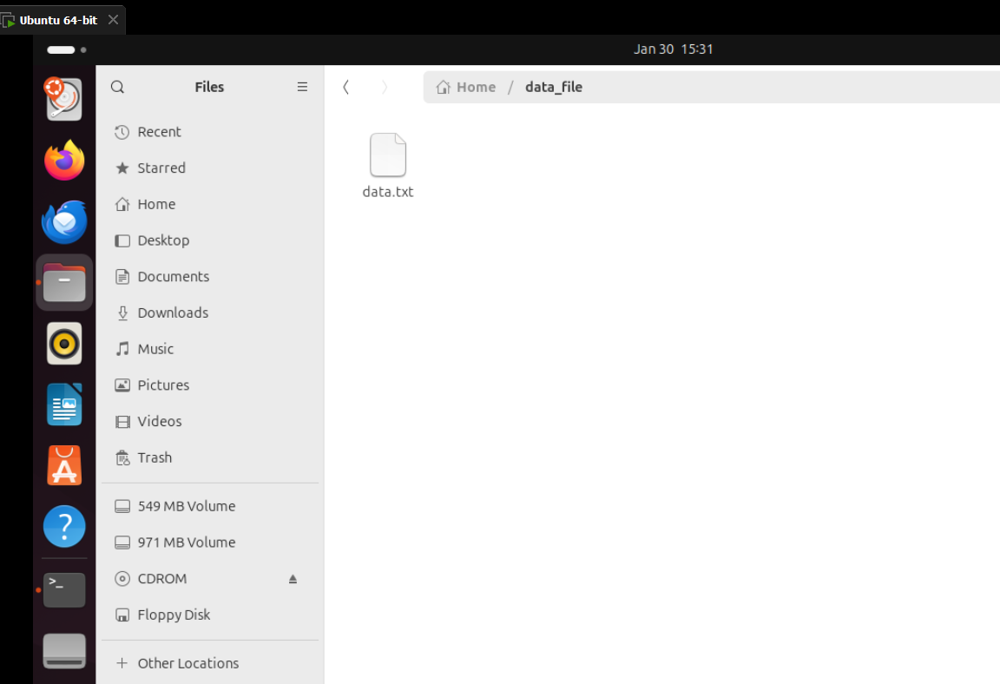 Ubuntu 64-bit
Jan 30 15:31
Files
Home / data_file
Recent
Starred
Home
Desktop
Documents
Downloads
Music
Pictures
Videos
Trash
549 MB Volume
971 MB Volume
CDROM
Floppy Disk
Other Locations
data.txt